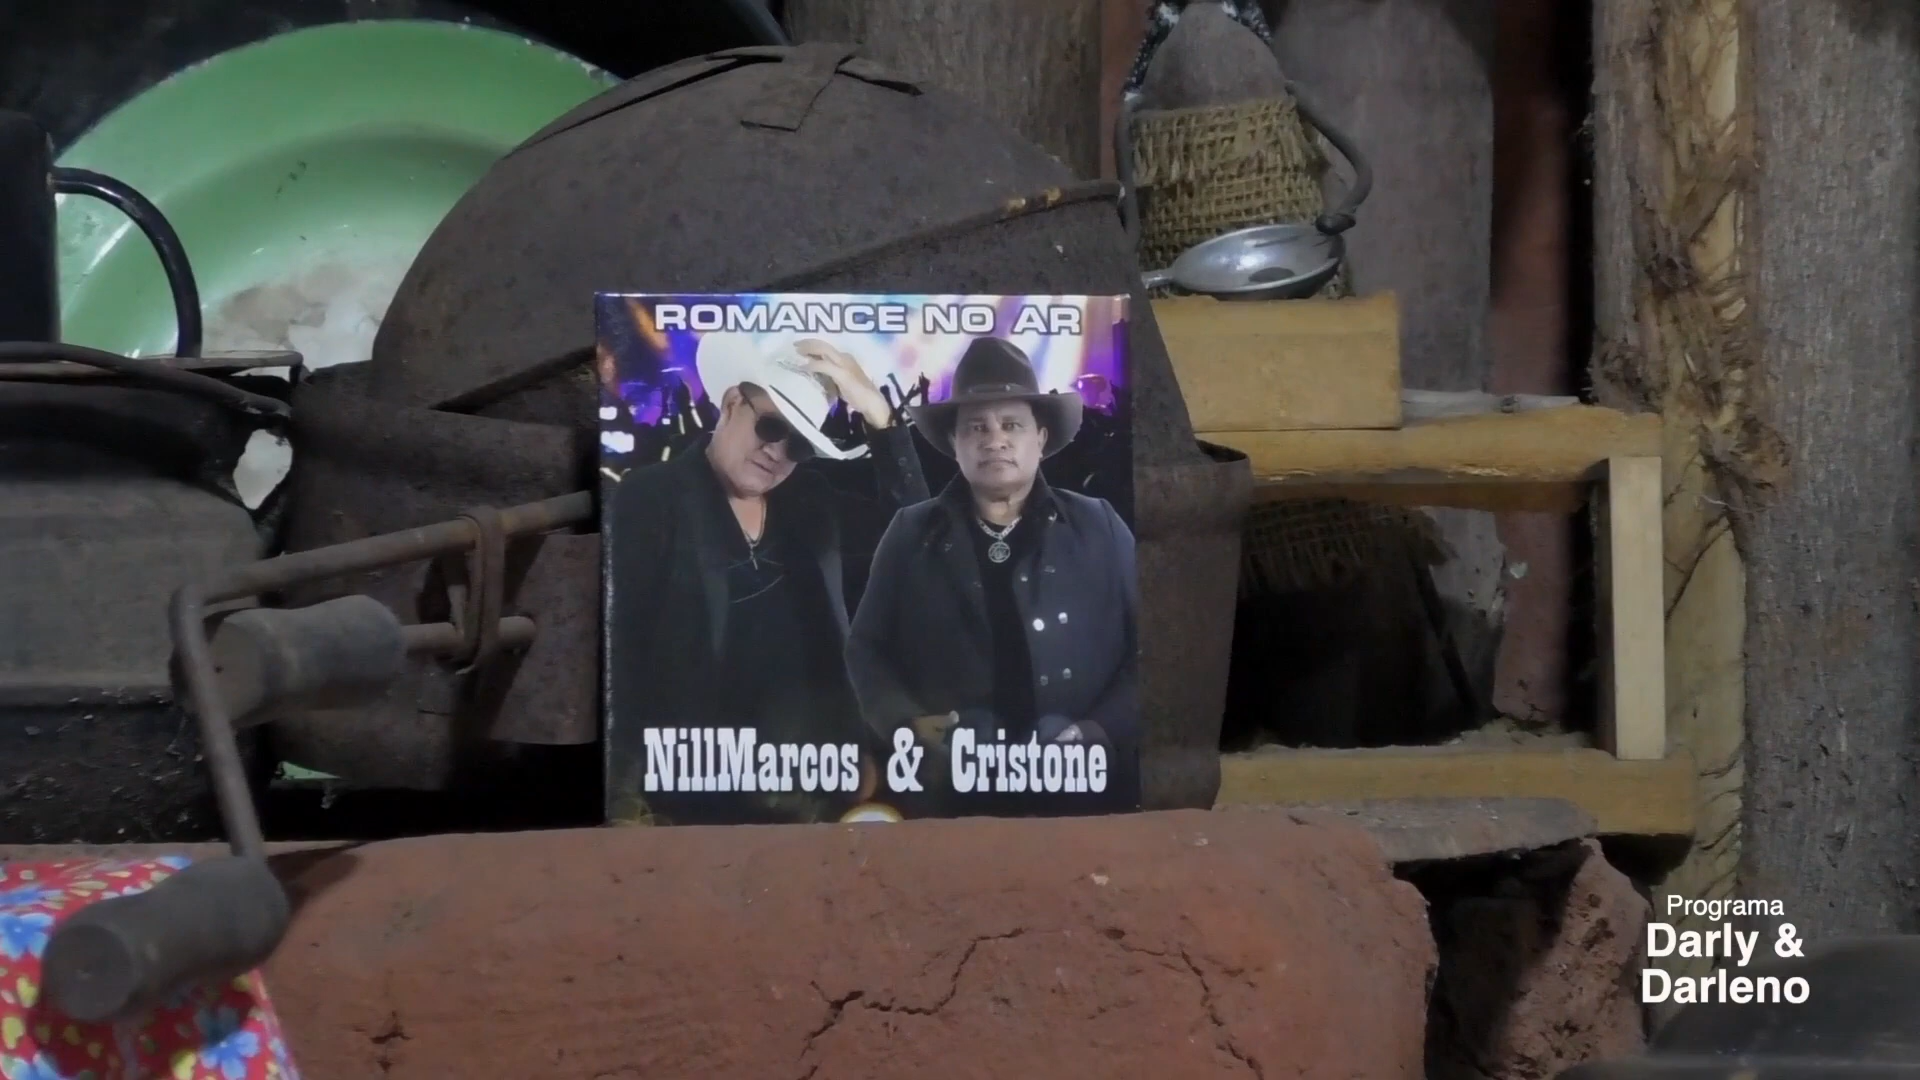 ROMANCE NO AR
NillMarcos & Cristone
Programa
Darly &
Darleno